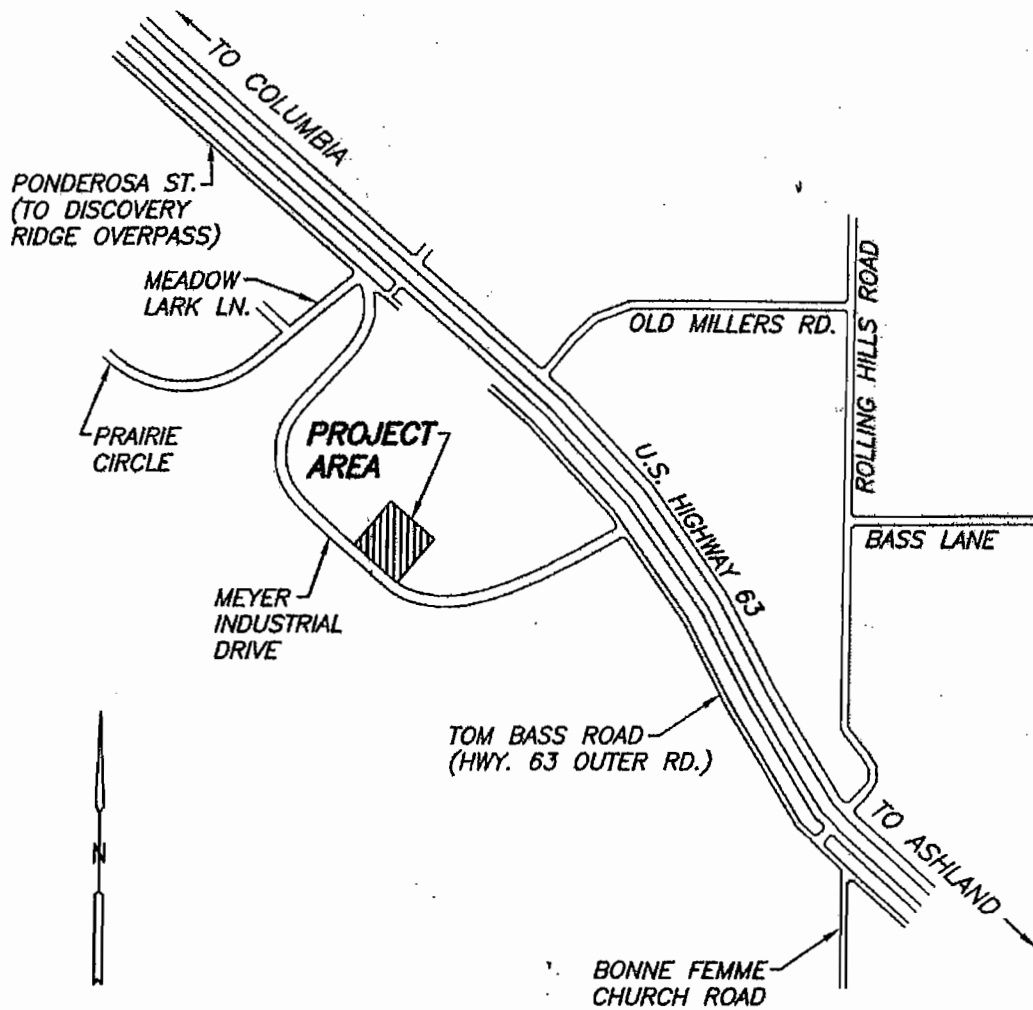 TO COLUMBIA
PONDEROSA ST.
(TO DISCOVERY
RIDGE OVERPASS)
MEADOW
LARK LN.
OLD MILLERS RD.
ROLLING HILLS ROAD
PRAIRIE
CIRCLE
PROJECT
AREA
U.S. HIGHWAY 63
BASS LANE
MEYER
INDUSTRIAL
DRIVE
TOM BASS ROAD
(HWY. 63 OUTER RD.)
TO ASHLAND
N
BONNE FEMME
CHURCH ROAD